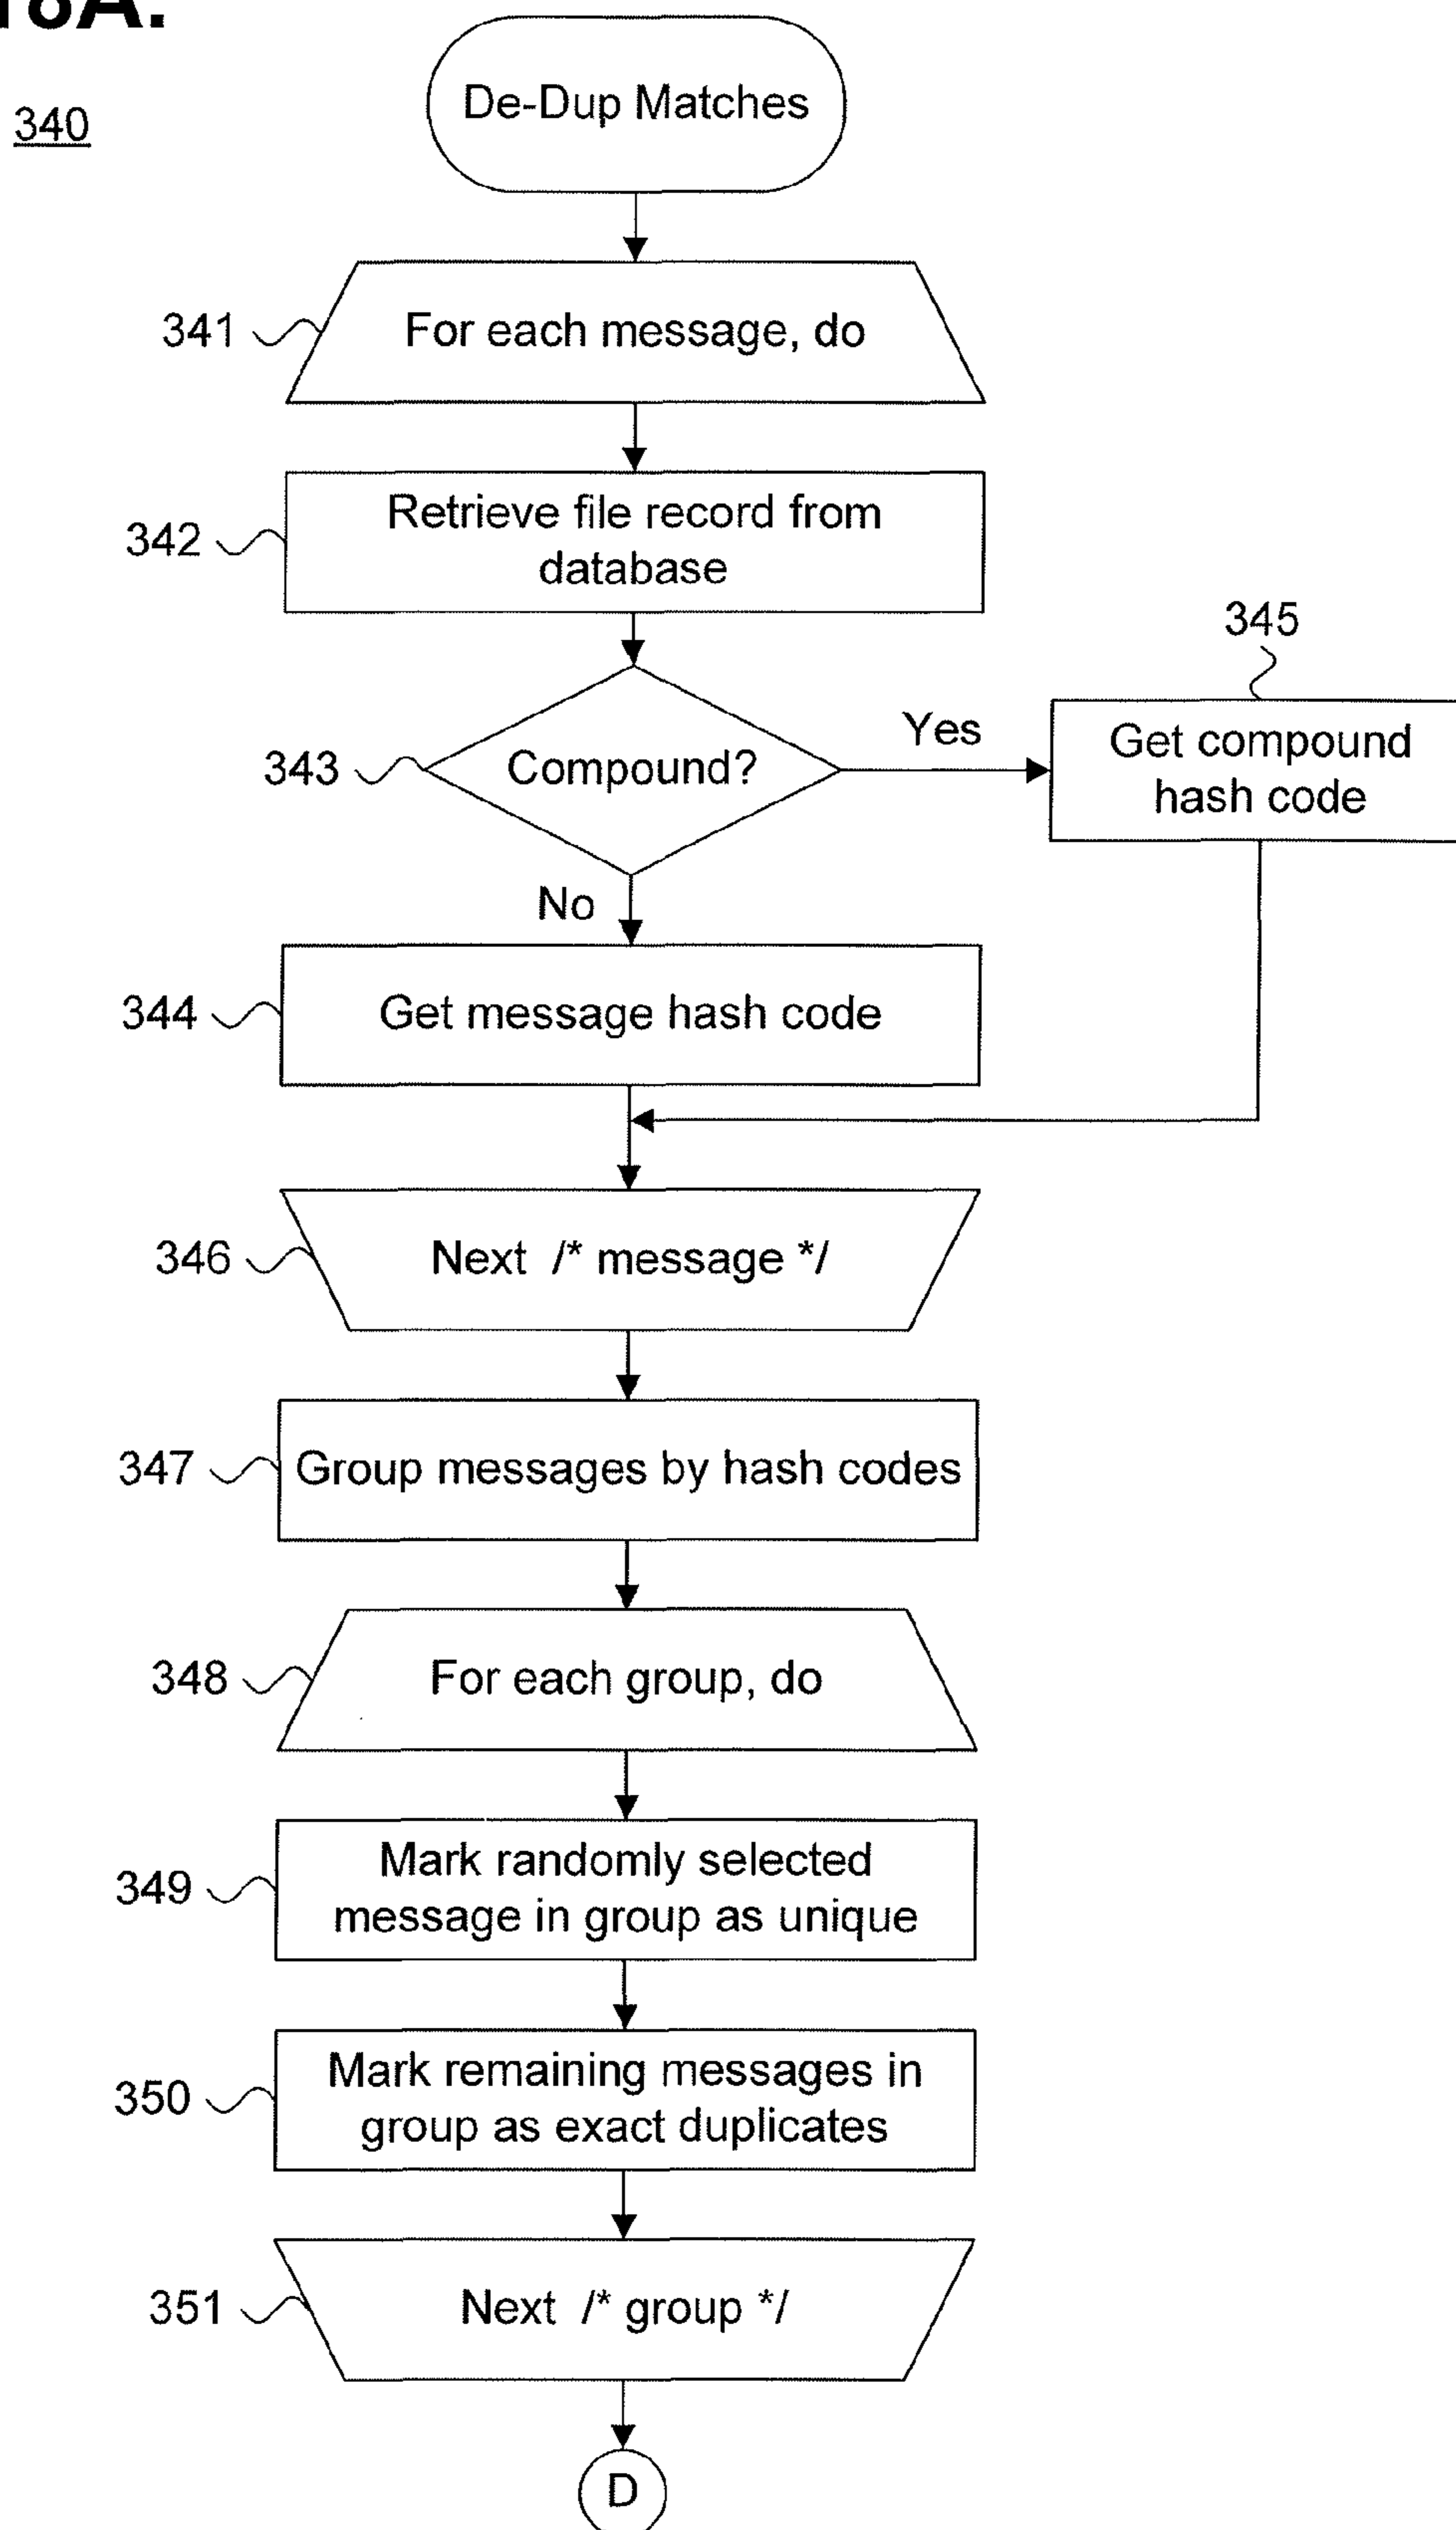 18A.
340
De-Dup Matches
341
For each message, do
342
Retrieve file record from
database
345
343
Compound?
Yes
Get compound
hash code
No
344
Get message hash code
346
Next /* message */
347
Group messages by hash codes
348
For each group, do
349
Mark randomly selected
message in group as unique
350
Mark remaining messages in
group as exact duplicates
351
Next /* group */
D